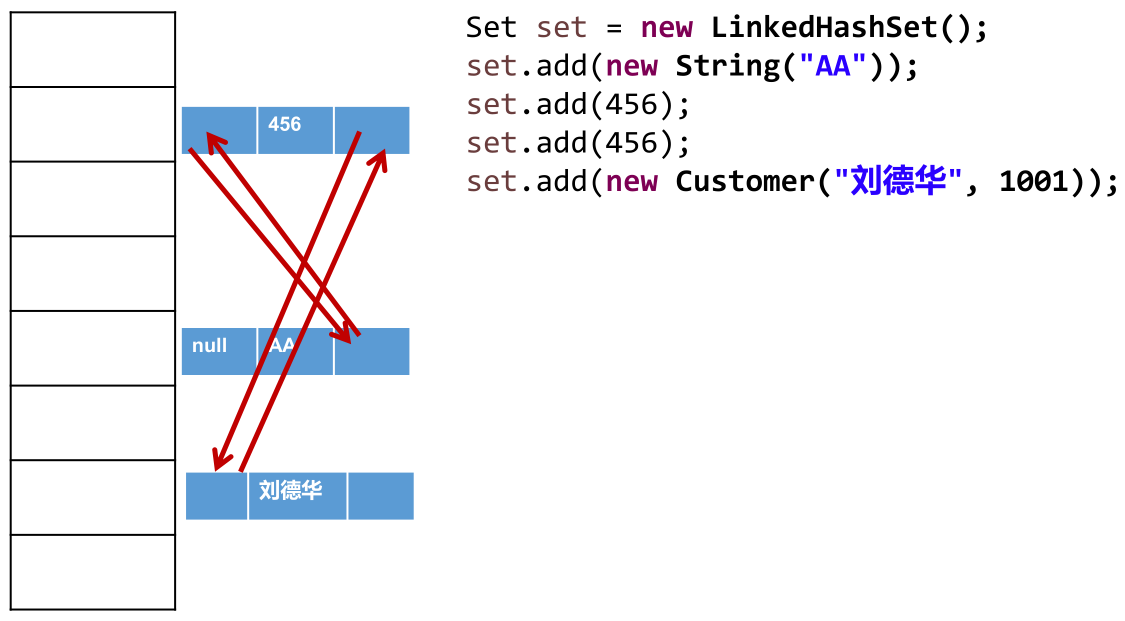 Set set = new LinkedHashSet();
set.add(new String("AA"));
set.add(456);
set.add(456);
set.add(new Customer("刘德华", 1001));
456
null AA
刘德华